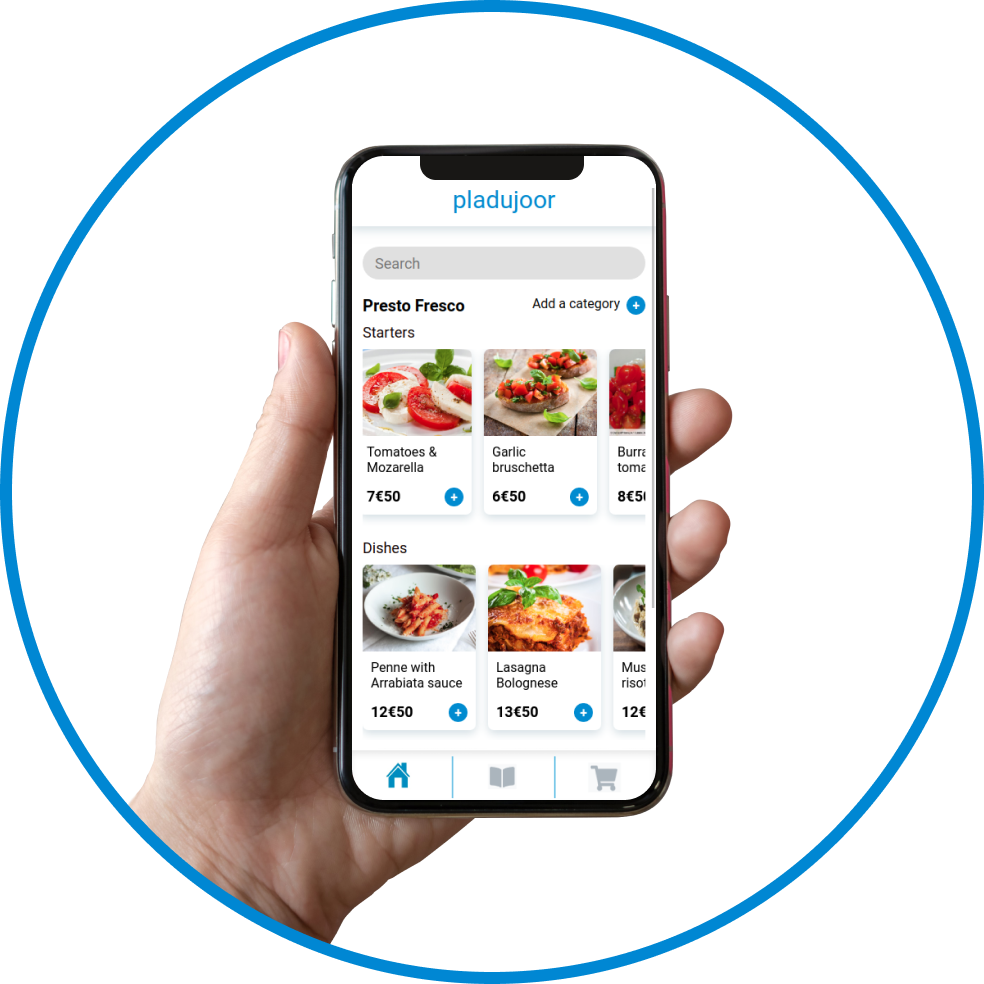 pladujoor
Search
Presto Fresco
Add a category
Starters
Tomatoes &
Mozarella
7€50
Garlic
bruschetta
6€50
Burra
toma
8€50
Dishes
Penne with
Arrabiata sauce
12€50
Lasagna
Bolognese
13€50
Mus
risot
12€